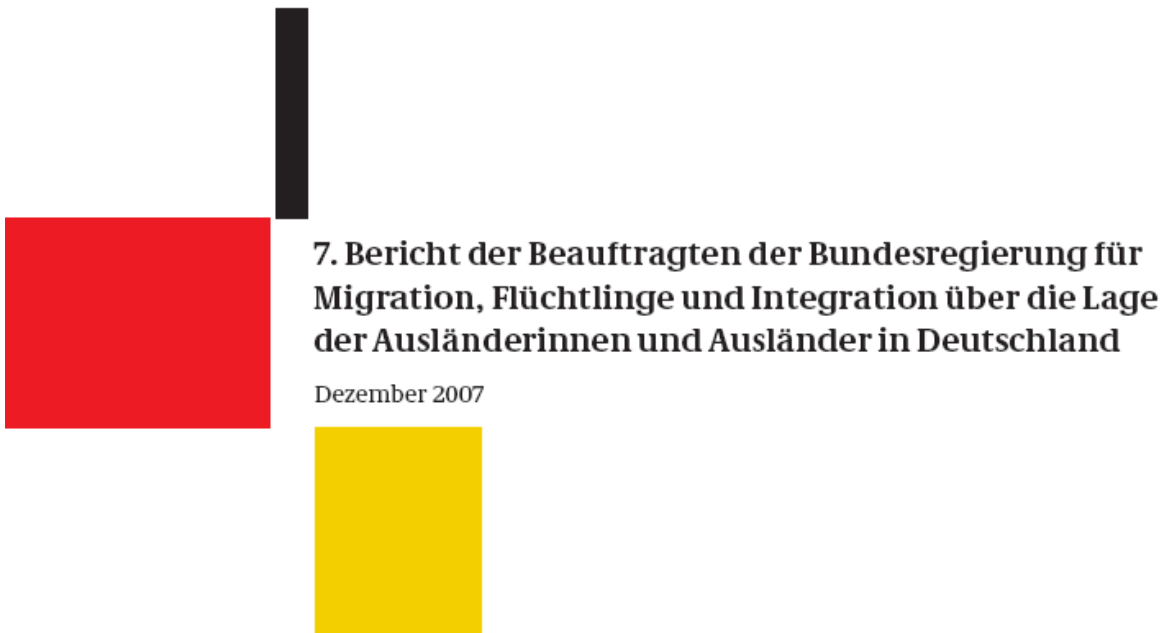 7. Bericht der Beauftragten der Bundesregierung für
Migration, Flüchtlinge und Integration über die Lage
der Ausländerinnen und Ausländer in Deutschland
Dezember 2007